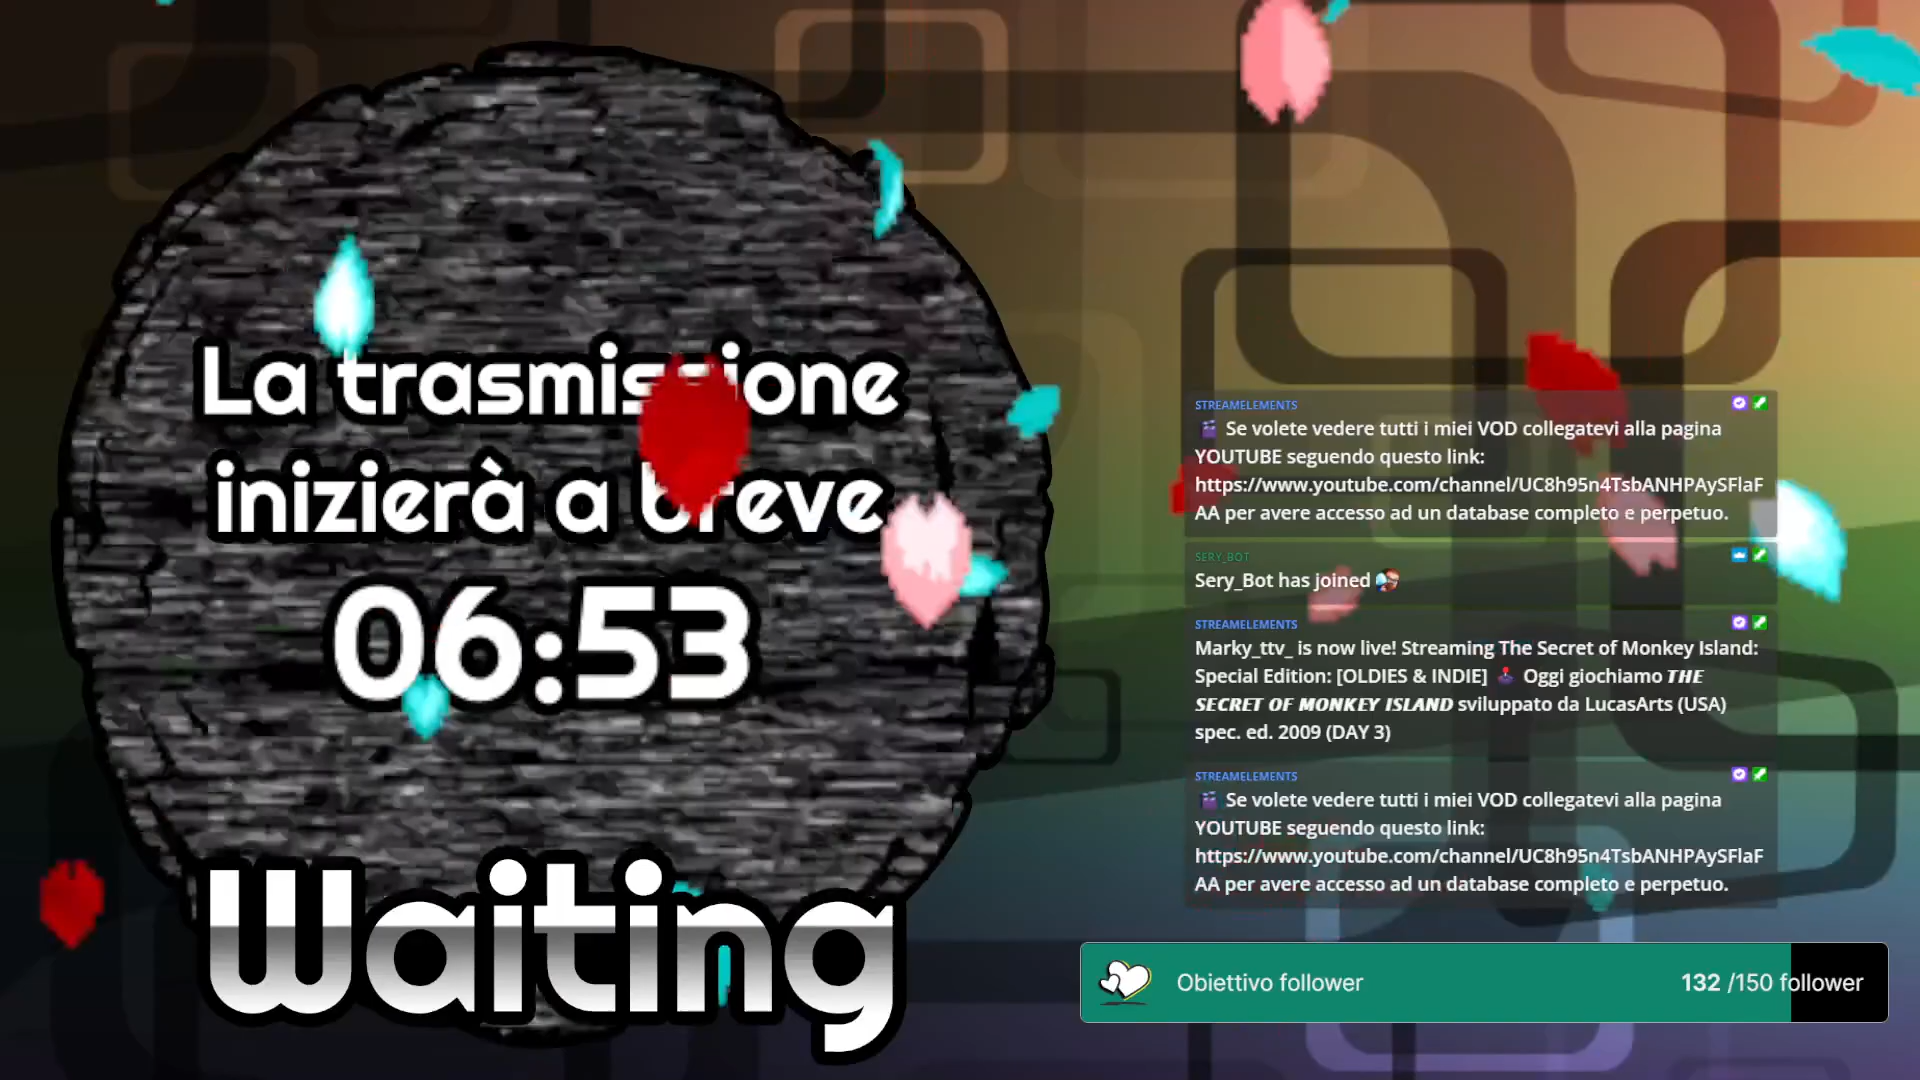 La trasmissione
inizierà a breve
06:53
Waiting
STREAMELEMENTS
🎬 Se volete vedere tutti i miei VOD collegatevi alla pagina
YOUTUBE seguendo questo link:
https://www.youtube.com/channel/UC8h95n4TsbANHPAySFlaF
AA per avere accesso ad un database completo e perpetuo.
SERY_BOT
Sery_Bot has joined
STREAMELEMENTS
Marky_ttv_ is now live! Streaming The Secret of Monkey Island:
Special Edition: [OLDIES & INDIE] 🕹️ Oggi giochiamo THE
SECRET OF MONKEY ISLAND sviluppato da LucasArts (USA)
spec. ed. 2009 (DAY 3)
STREAMELEMENTS
🎬 Se volete vedere tutti i miei VOD collegatevi alla pagina
YOUTUBE seguendo questo link:
https://www.youtube.com/channel/UC8h95n4TsbANHPAySFlaF
AA per avere accesso ad un database completo e perpetuo.
Obiettivo follower 132 /150 follower